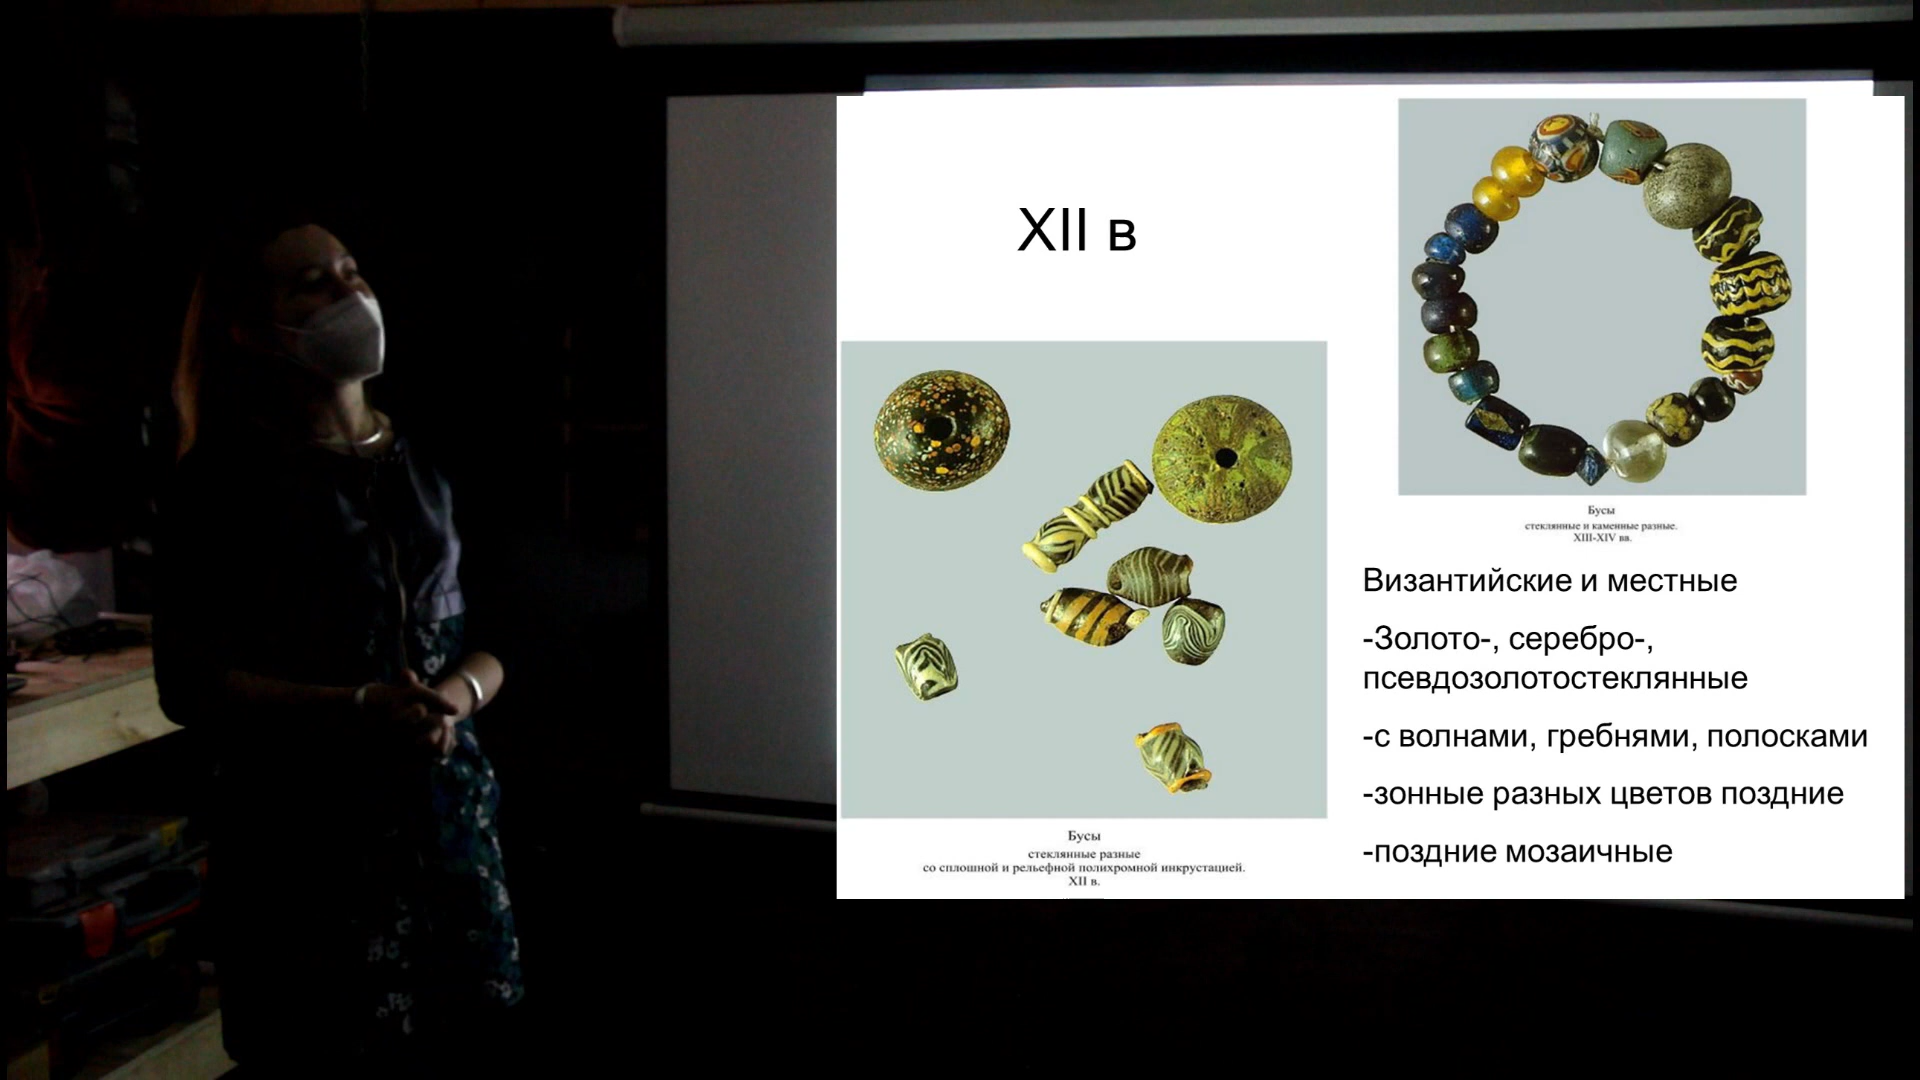 XII в
Бусы
стеклянные и каменные разные.
XIII-XIV вв.
Византийские и местные
-Золото-, серебро-,
псевдозолотостеклянные
-с волнами, гребнями, полосками
-зонные разных цветов поздние
-поздние мозаичные
Бусы
стеклянные разные
со сплошной и рельефной полихромной инкрустацией.
XII в.